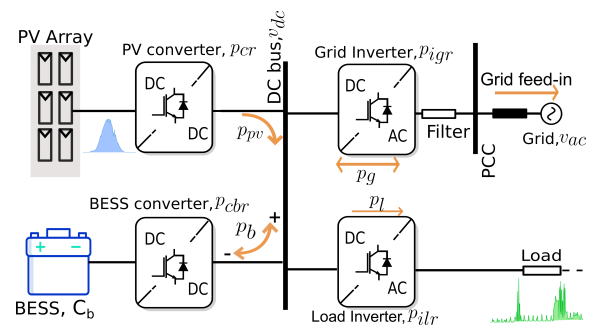 PV Array
PV converter, p_cr
DC
DC
p_pv
DC bus, v_dc
Grid Inverter, p_igr
DC
AC
p_g
Filter
PCC
Grid feed-in
Grid, v_ac
BESS converter, p_cbr
DC
DC
p_b
+
-
+ -
BESS, C_b
p_l
DC
AC
Load Inverter, p_ilr
Load